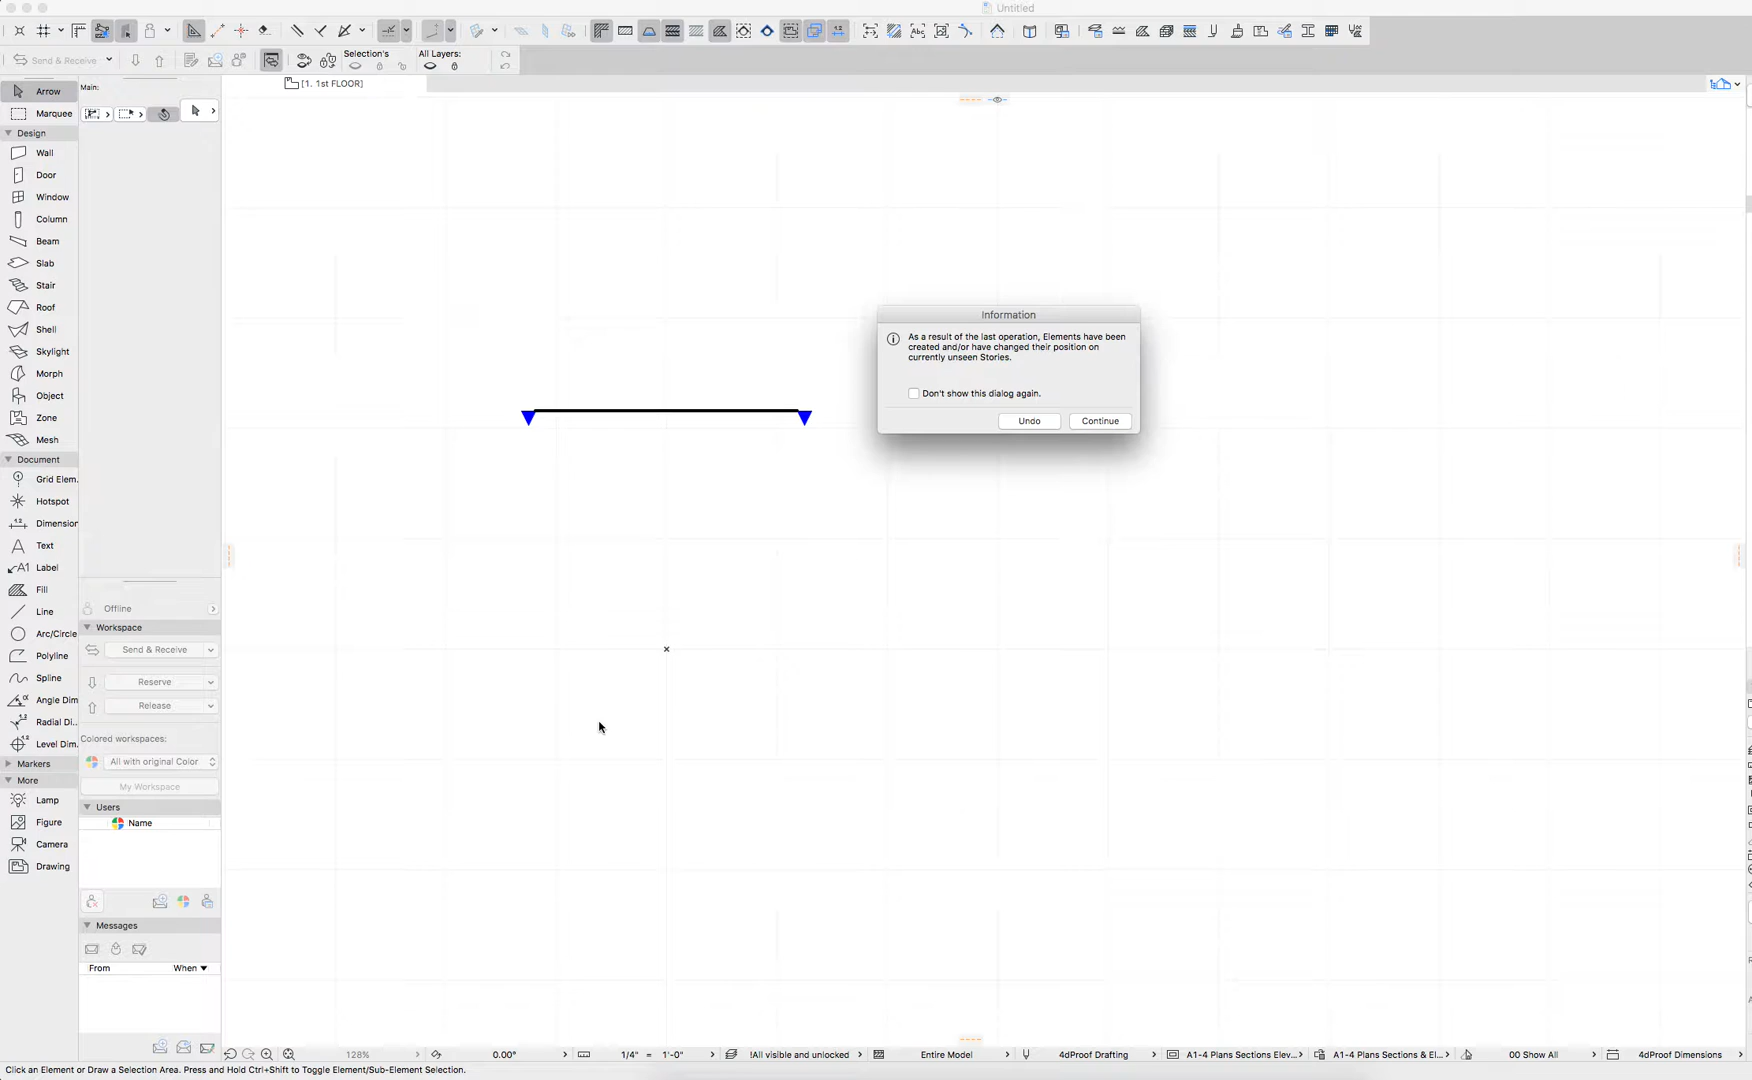 Untitled
Send & Receive
Selection's
All Layers:
[1. 1st FLOOR]
Arrow
Marquee
Main:
Design
Wall
Door
Window
Column
Beam
Slab
Stair
Roof
Shell
Skylight
Morph
Object
Zone
Mesh
Document
Grid Elem.
Hotspot
Dimension
Text
A1 Label
Fill
Line
Arc/Circle
Polyline
Spline
Angle Dim
Radial Di..
Level Dim.
Markers
More
Lamp
Figure
Camera
Drawing
Offline
Workspace
Send & Receive
Reserve
Release
Colored workspaces:
All with original Color
My Workspace
Users
Name
Messages
From When
Information
As a result of the last operation, Elements have been
created and/or have changed their position on
currently unseen Stories.
Don't show this dialog again.
Undo Continue
128% 0.00° 1/4" = 1'-0" !All visible and unlocked Entire Model 4dProof Drafting A1-4 Plans Sections Elev... A1-4 Plans Sections & El... 00 Show All 4dProof Dimensions
Click an Element or Draw a Selection Area. Press and Hold Ctrl+Shift to Toggle Element/Sub-Element Selection.